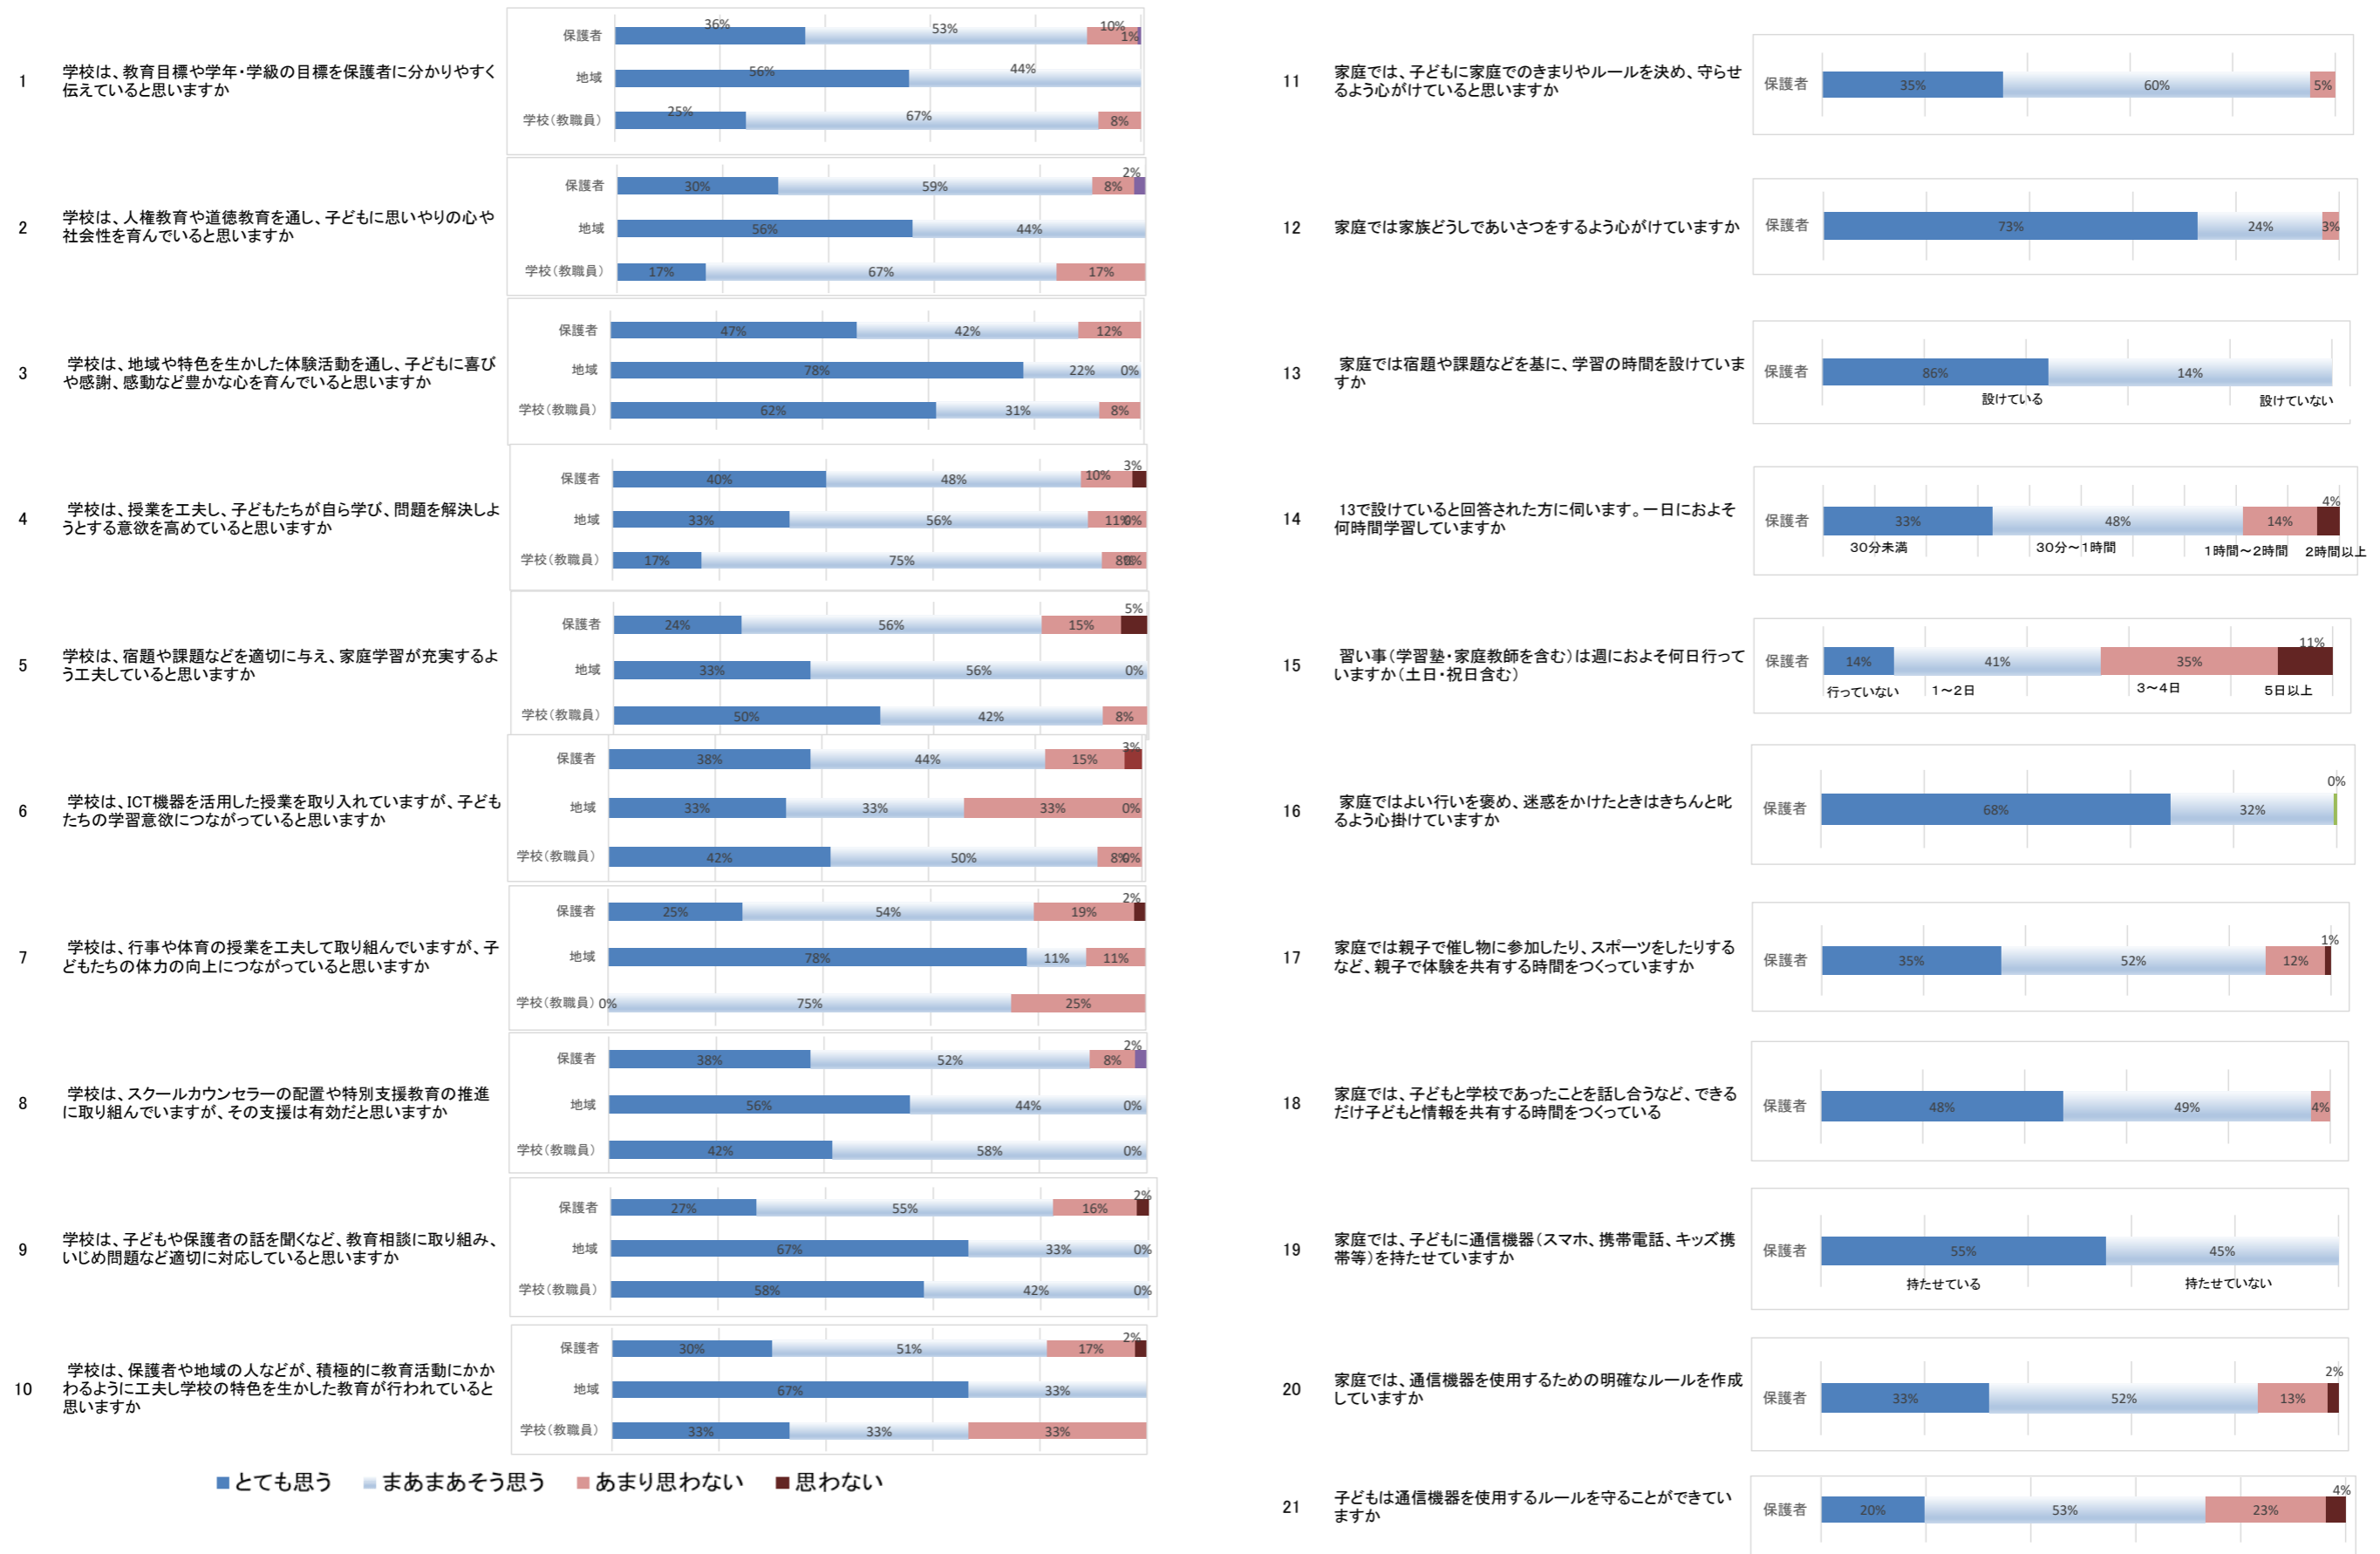 1
学校は、教育目標や学年・学級の目標を保護者に分かりやすく
伝えていると思いますか
保護者 36% 53% 10% 1%
地域 56% 44%
学校(教職員) 25% 67% 8%
2
学校は、人権教育や道徳教育を通し、子どもに思いやりの心や
社会性を育んでいると思いますか
保護者 30% 59% 8% 2%
地域 56% 44%
学校(教職員) 17% 67% 17%
3
学校は、地域や特色を生かした体験活動を通し、子どもに喜び
や感謝、感動など豊かな心を育んでいると思いますか
保護者 47% 42% 12%
地域 78% 22% 0%
学校(教職員) 62% 31% 8%
4
学校は、授業を工夫し、子どもたちが自ら学び、問題を解決しよ
うとする意欲を高めていると思いますか
保護者 40% 48% 10% 3%
地域 33% 56% 11% 0%
学校(教職員) 17% 75% 8% 0%
5
学校は、宿題や課題などを適切に与え、家庭学習が充実するよ
う工夫していると思いますか
保護者 24% 56% 15% 5%
地域 33% 56% 0%
学校(教職員) 50% 42% 8%
6
学校は、ICT機器を活用した授業を取り入れていますが、子ども
たちの学習意欲につながっていると思いますか
保護者 38% 44% 15% 3%
地域 33% 33% 33% 0%
学校(教職員) 42% 50% 8% 0%
7
学校は、行事や体育の授業を工夫して取り組んでいますが、子
どもたちの体力の向上につながっていると思いますか
保護者 25% 54% 19% 2%
地域 78% 11% 11%
学校(教職員) 0% 75% 25%
8
学校は、スクールカウンセラーの配置や特別支援教育の推進
に取り組んでいますが、その支援は有効だと思いますか
保護者 38% 52% 8% 2%
地域 56% 44% 0%
学校(教職員) 42% 58% 0%
9
学校は、子どもや保護者の話を聞くなど、教育相談に取り組み、
いじめ問題など適切に対応していると思いますか
保護者 27% 55% 16% 2%
地域 67% 33% 0%
学校(教職員) 58% 42% 0%
10
学校は、保護者や地域の人などが、積極的に教育活動にかか
わるように工夫し学校の特色を生かした教育が行われていると
思いますか
保護者 30% 51% 17% 2%
地域 67% 33%
学校(教職員) 33% 33% 33%
とても思う まあまあそう思う あまり思わない 思わない
11
家庭では、子どもに家庭でのきまりやルールを決め、守らせ
るよう心がけていると思いますか
保護者 35% 60% 5%
12
家庭では家族どうしであいさつをするよう心がけていますか
保護者 73% 24% 3%
13
家庭では宿題や課題などを基に、学習の時間を設けていま
すか
保護者 86% 14%
設けている 設けていない
14
13で設けていると回答された方に伺います。一日におよそ
何時間学習していますか
保護者 33% 48% 14% 4%
30分未満 30分～1時間 1時間～2時間 2時間以上
15
習い事(学習塾・家庭教師を含む)は週におよそ何日行って
いますか(土日・祝日含む)
保護者 14% 41% 35% 11%
行っていない 1～2日 3～4日 5日以上
16
家庭ではよい行いを褒め、迷惑をかけたときはきちんと叱
るよう心掛けていますか
保護者 68% 32% 0%
17
家庭では親子で催し物に参加したり、スポーツをしたりする
など、親子で体験を共有する時間をつくっていますか
保護者 35% 52% 12% 1%
18
家庭では、子どもと学校であったことを話し合うなど、できる
だけ子どもと情報を共有する時間をつくっている
保護者 48% 49% 4%
19
家庭では、子どもに通信機器(スマホ、携帯電話、キッズ携
帯等)を持たせていますか
保護者 55% 45%
持たせている 持たせていない
20
家庭では、通信機器を使用するための明確なルールを作成
していますか
保護者 33% 52% 13% 2%
21
子どもは通信機器を使用するルールを守ることができてい
ますか
保護者 20% 53% 23% 4%